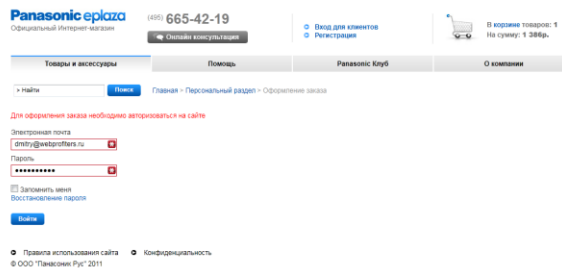 Panasonic eplaza
Официальный Интернет-магазин
(495) 665-42-19
Онлайн консультация
Вход для клиентов
Регистрация
В корзине товаров: 1
На сумму: 1 386р.
Товары и аксессуары
Помощь
Panasonic Клуб
О компании
> Найти
Поиск
Главная > Персональный раздел > Оформление заказа
Для оформления заказа необходимо авторизоваться на сайте
Электронная почта
dmitry@webprofiters.ru
Пароль
Запомнить меня
Восстановление пароля
Войти
Правила использования сайта
Конфиденциальность
© ООО "Панасоник Рус" 2011